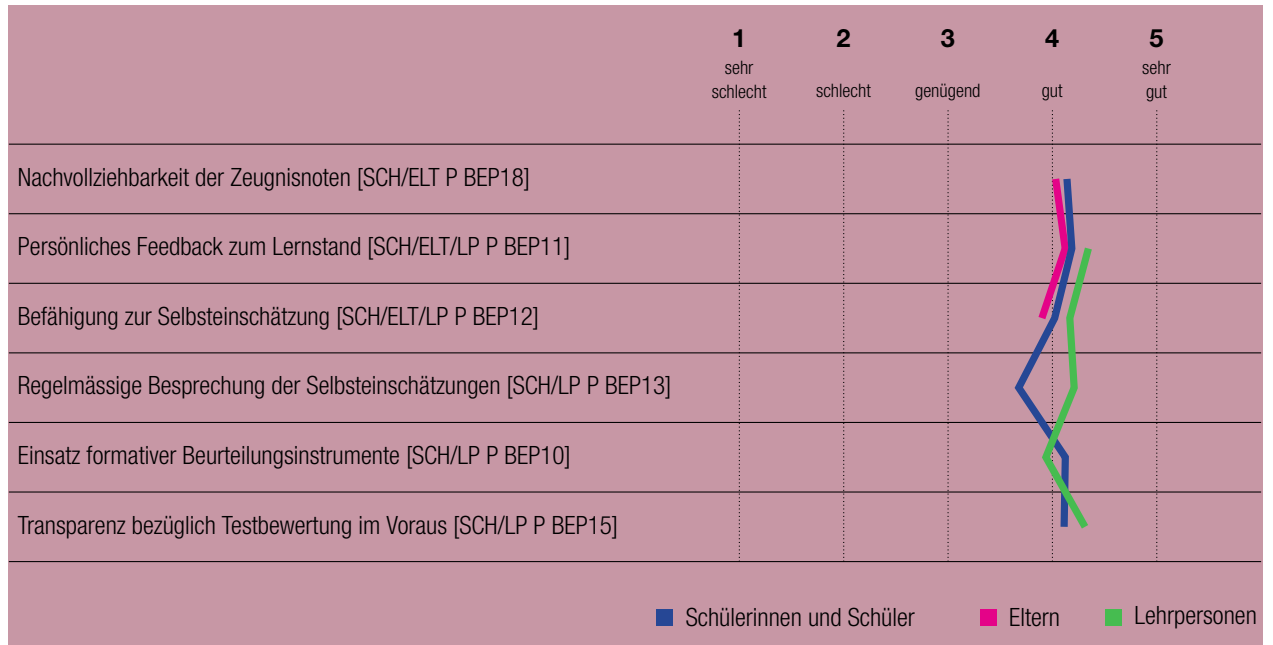 1 2 3 4 5
sehr schlecht schlecht genügend gut sehr gut
Nachvollziehbarkeit der Zeugnisnoten [SCH/ELT P BEP18]
Persönliches Feedback zum Lernstand [SCH/ELT/LP P BEP11]
Befähigung zur Selbsteinschätzung [SCH/ELT/LP P BEP12]
Regelmässige Besprechung der Selbsteinschätzungen [SCH/LP P BEP13]
Einsatz formativer Beurteilungsinstrumente [SCH/LP P BEP10]
Transparenz bezüglich Testbewertung im Voraus [SCH/LP P BEP15]
Schülerinnen und Schüler Eltern Lehrpersonen